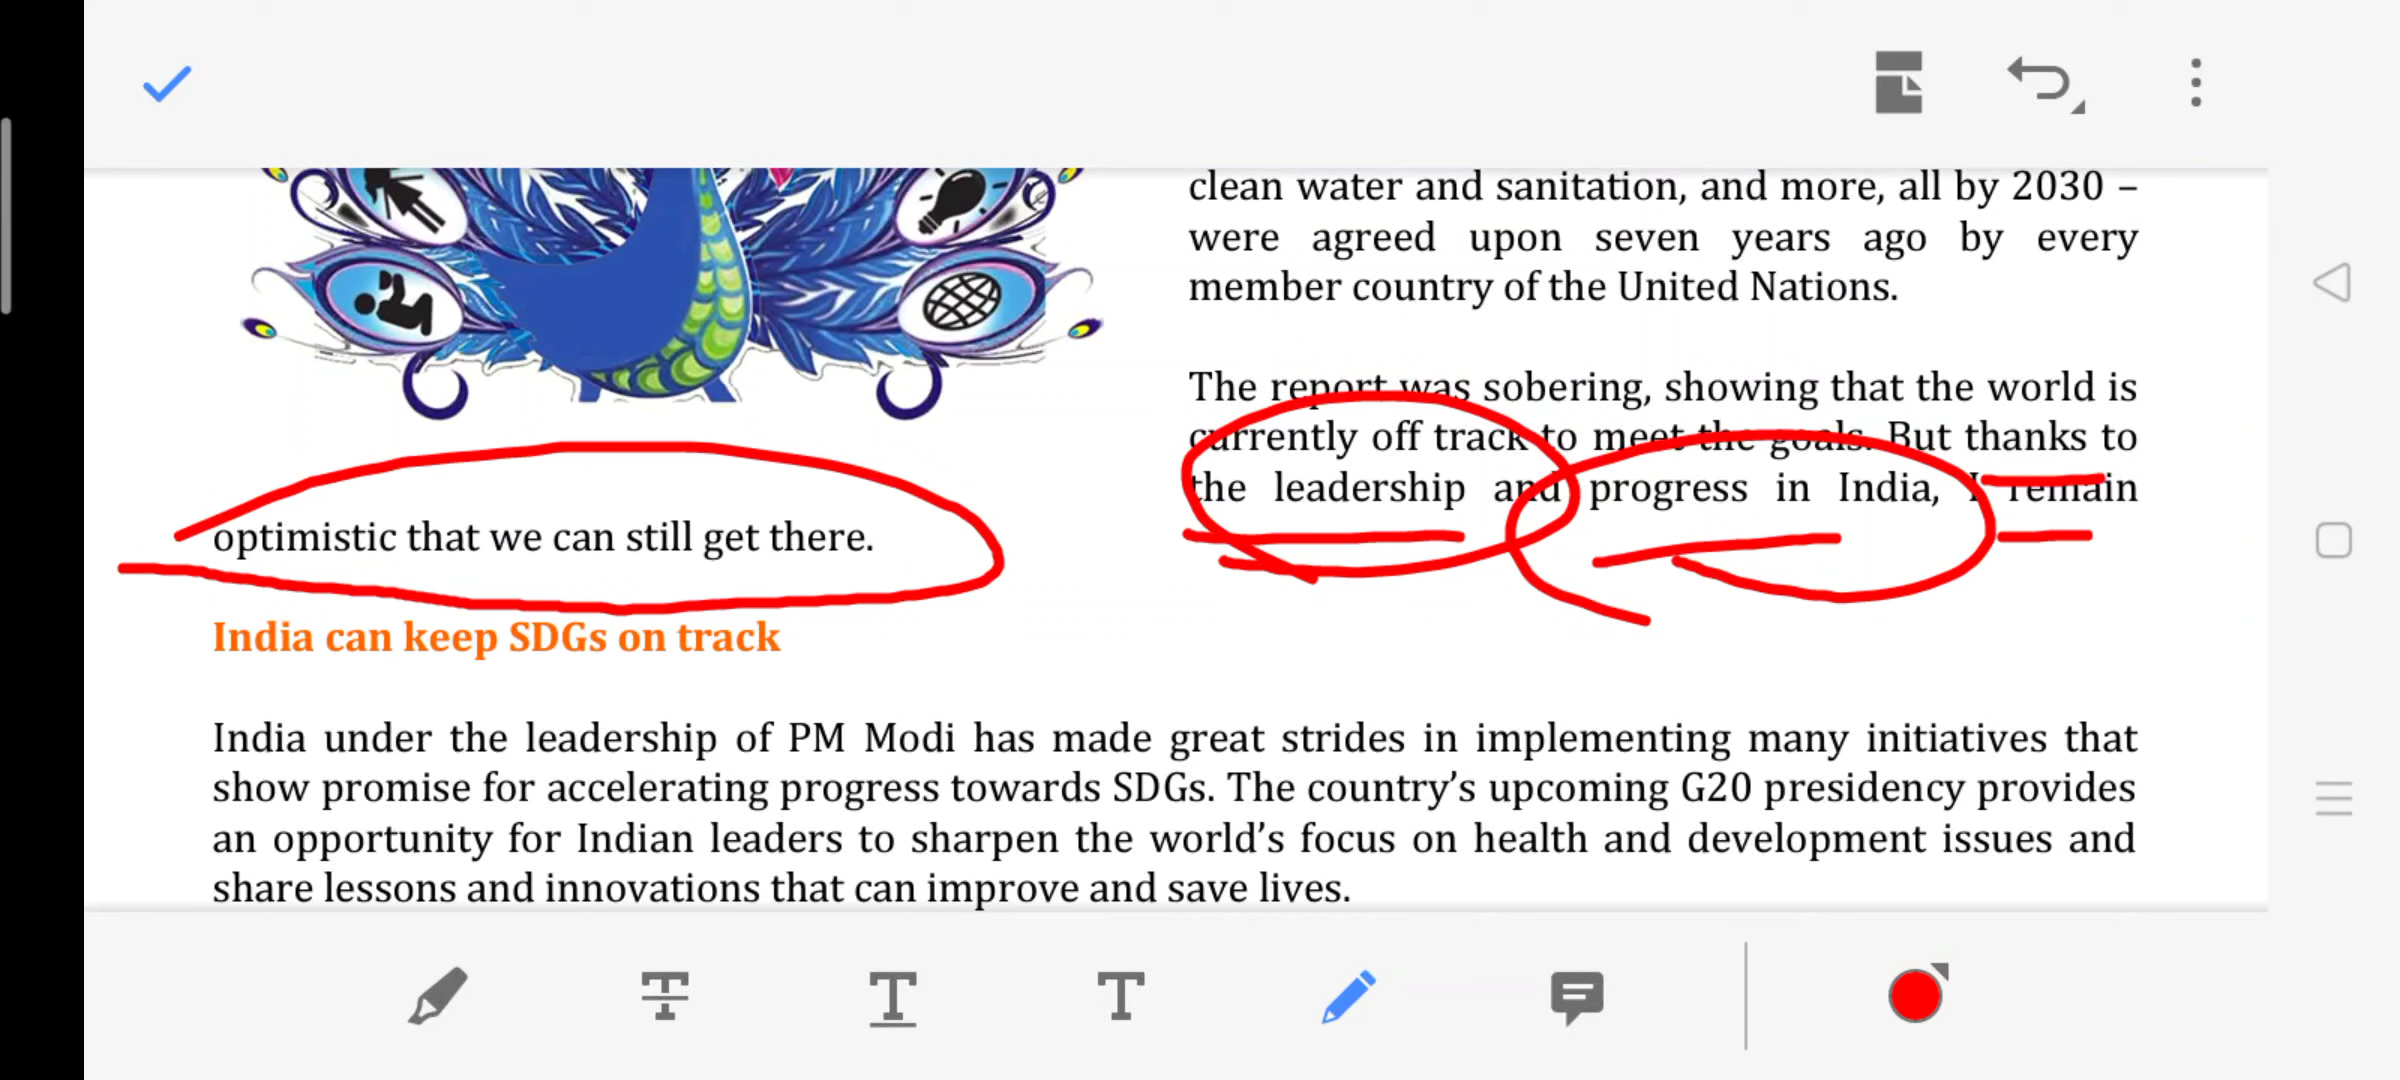 clean water and sanitation, and more, all by 2030 –
were agreed upon seven years ago by every
member country of the United Nations.
The report was sobering, showing that the world is
currently off track to meet the goals. But thanks to
the leadership and progress in India, I remain
optimistic that we can still get there.
India can keep SDGs on track
India under the leadership of PM Modi has made great strides in implementing many initiatives that
show promise for accelerating progress towards SDGs. The country's upcoming G20 presidency provides
an opportunity for Indian leaders to sharpen the world's focus on health and development issues and
share lessons and innovations that can improve and save lives.